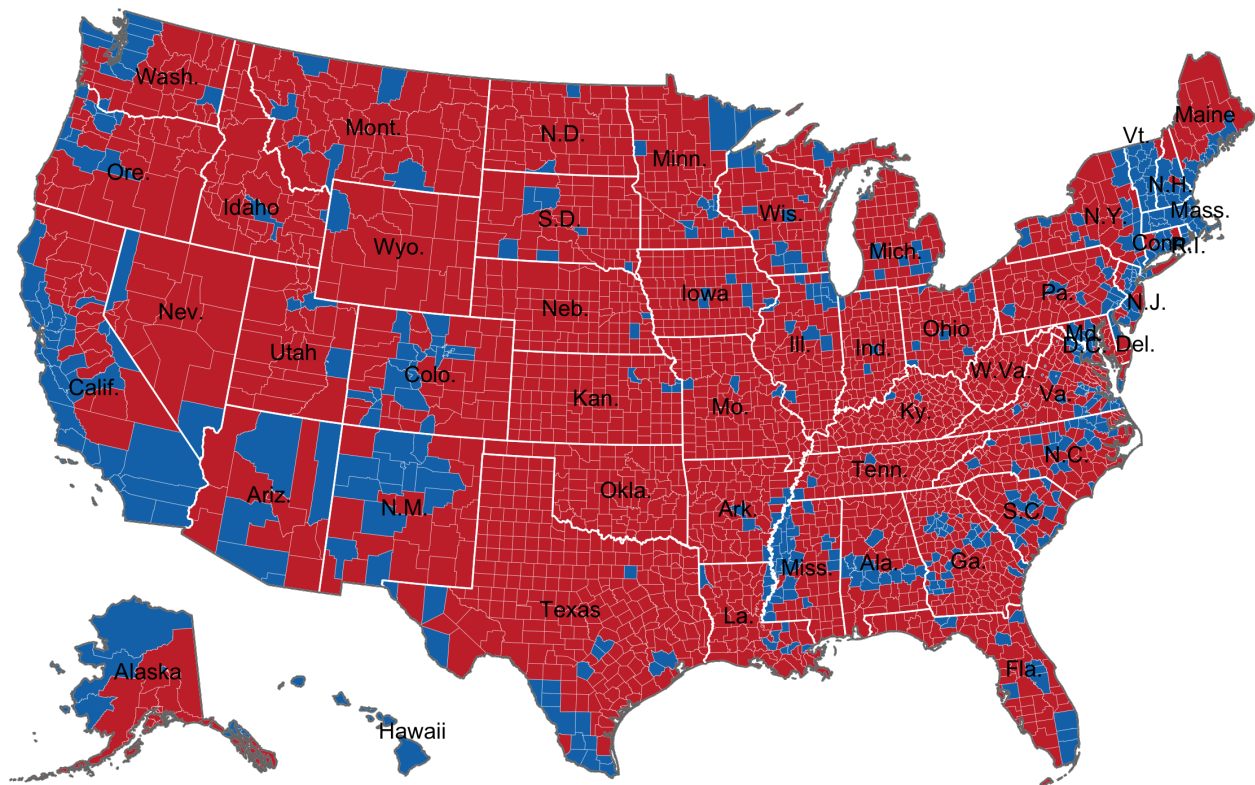 Wash.
Maine
Mont.
N.D.
Vt.
Minn.
Ore.
N.H.
Idaho
S.D.
Wis.
Mass.
N.Y.
Wyo.
Conn.
R.I.
Mich.
Iowa
Pa.
Nev.
Neb.
N.J.
Ohio
Md.
D.C.
Del.
Utah
Ill.
Ind.
Colo.
W.Va.
Calif.
Kan.
Mo.
Ky.
Va.
N.C.
Tenn.
Ariz.
Okla.
N.M.
Ark.
S.C.
Miss.
Ala.
Ga.
Texas
La.
Alaska
Fla.
Hawaii